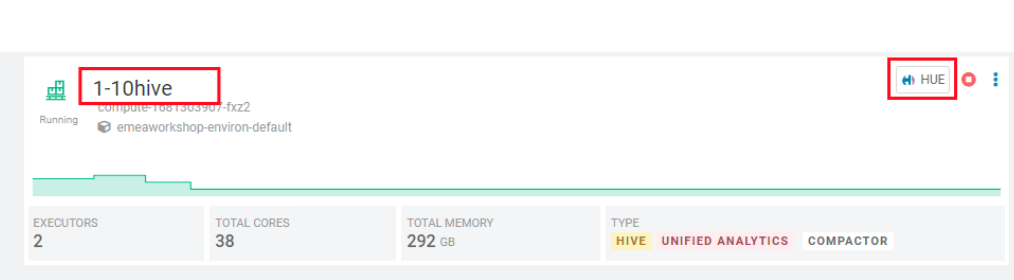 1-10hive
HUE
compute-1681303907-fxz2
Running
emeaworkshop-environ-default
EXECUTORS
2
TOTAL CORES
38
TOTAL MEMORY
292 GB
TYPE
HIVE UNIFIED ANALYTICS COMPACTOR